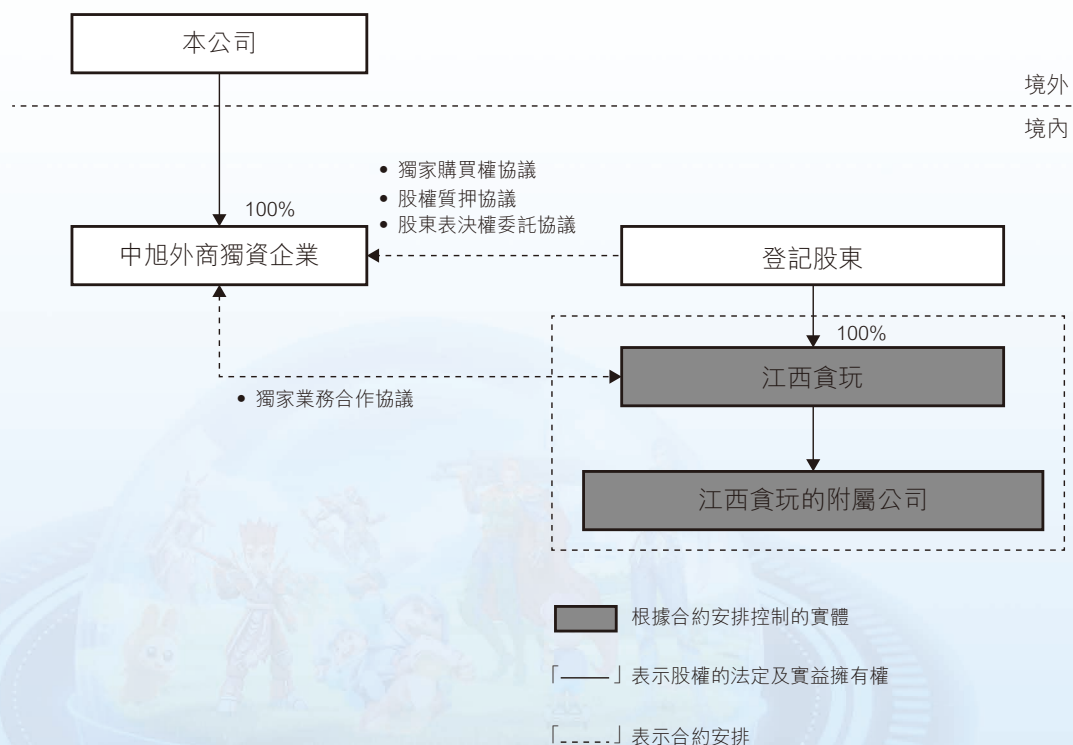 本公司
境外
境內
• 獨家購買權協議
• 股權質押協議
• 股東表決權委託協議
100%
中旭外商獨資企業
登記股東
100%
江西貪玩
• 獨家業務合作協議
江西貪玩的附屬公司
根據合約安排控制的實體
「——」表示股權的法定及實益擁有權
「-----」表示合約安排